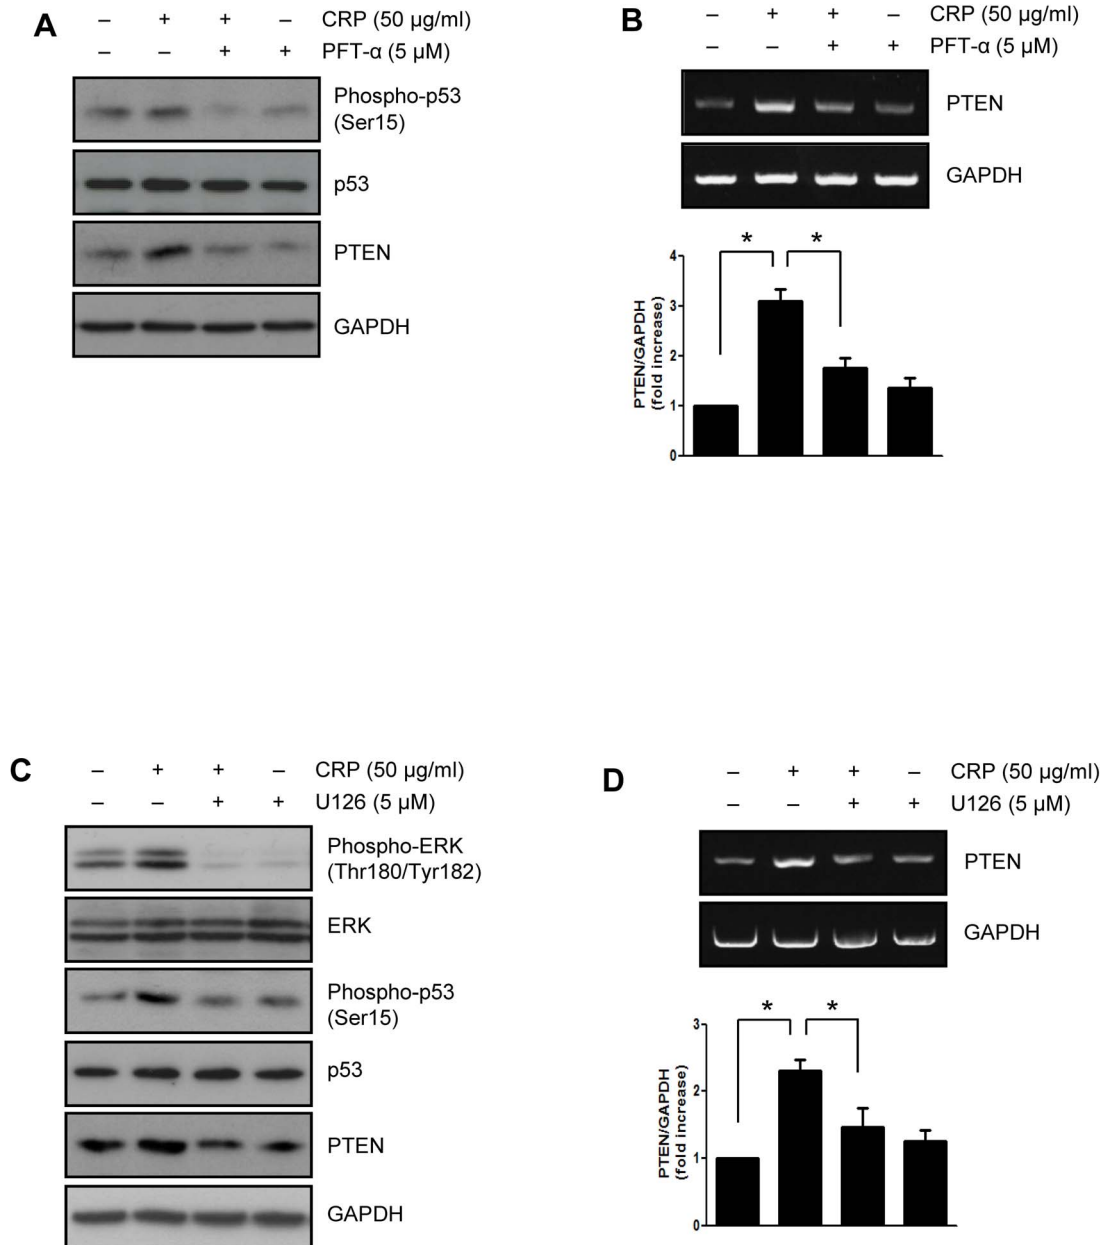 A
– + + – CRP (50 µg/ml)
– – + + PFT-α (5 µM)
Phospho-p53
(Ser15)
p53
PTEN
GAPDH
B
– + + – CRP (50 µg/ml)
– – + + PFT-α (5 µM)
PTEN
GAPDH
* *
PTEN/GAPDH
(fold increase)
4
3
2
1
0
C
– + + – CRP (50 µg/ml)
– – + + U126 (5 µM)
Phospho-ERK
(Thr180/Tyr182)
ERK
Phospho-p53
(Ser15)
p53
PTEN
GAPDH
D
– + + – CRP (50 µg/ml)
– – + + U126 (5 µM)
PTEN
GAPDH
* *
PTEN/GAPDH
(fold increase)
3
2
1
0